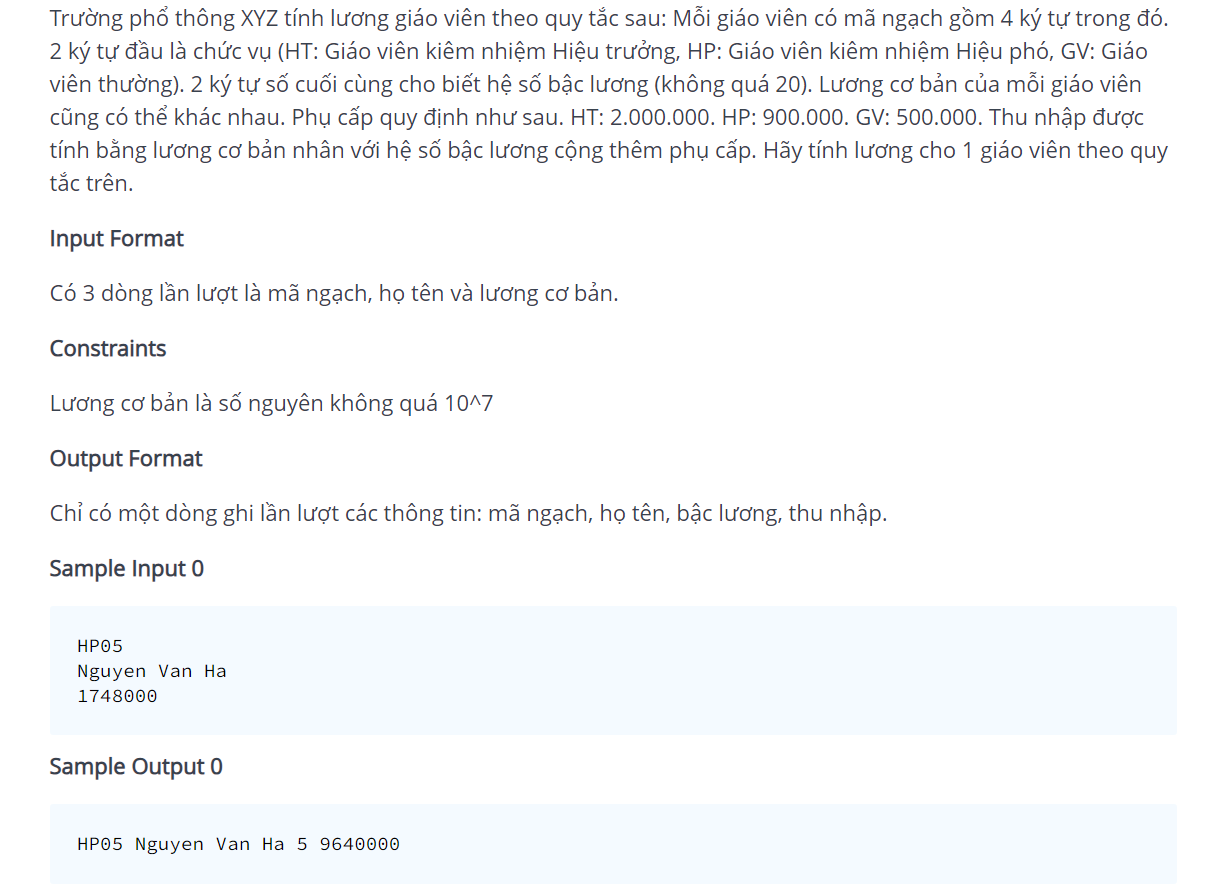 Trường phổ thông XYZ tính lương giáo viên theo quy tắc sau: Mỗi giáo viên có mã ngạch gồm 4 ký tự trong đó.
2 ký tự đầu là chức vụ (HT: Giáo viên kiêm nhiệm Hiệu trưởng, HP: Giáo viên kiêm nhiệm Hiệu phó, GV: Giáo
viên thường). 2 ký tự số cuối cùng cho biết hệ số bậc lương (không quá 20). Lương cơ bản của mỗi giáo viên
cũng có thể khác nhau. Phụ cấp quy định như sau. HT: 2.000.000. HP: 900.000. GV: 500.000. Thu nhập được
tính bằng lương cơ bản nhân với hệ số bậc lương cộng thêm phụ cấp. Hãy tính lương cho 1 giáo viên theo quy
tắc trên.
Input Format
Có 3 dòng lần lượt là mã ngạch, họ tên và lương cơ bản.
Constraints
Lương cơ bản là số nguyên không quá 10^7
Output Format
Chỉ có một dòng ghi lần lượt các thông tin: mã ngạch, họ tên, bậc lương, thu nhập.
Sample Input 0
HP05
Nguyen Van Ha
1748000
Sample Output 0
HP05 Nguyen Van Ha 5 9640000